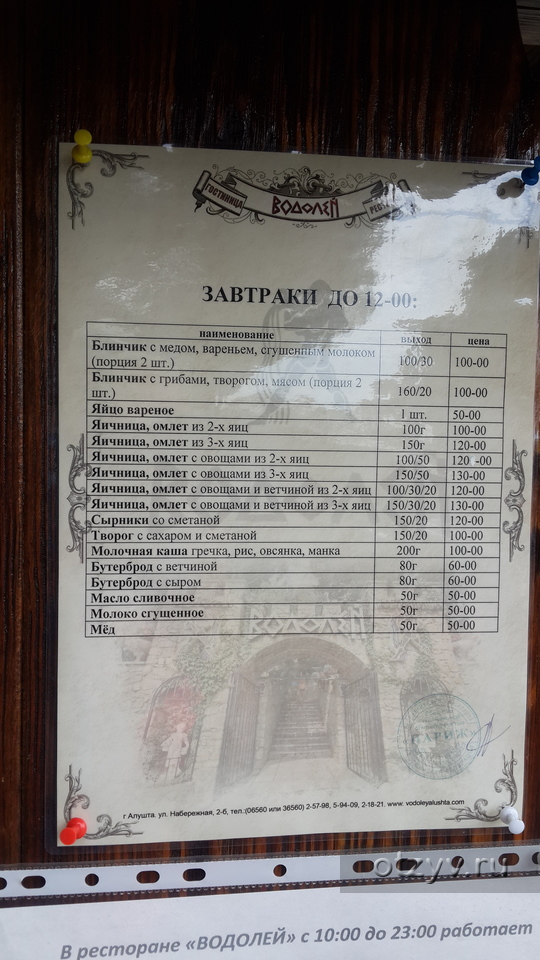 ГОСТИНИЦА ВОДОЛЕЙ
ЗАВТРАКИ ДО 12-00:
наименование выход цена
Блинчик с медом, вареньем, сгущенным молоком (порция 2 шт.) 100/30 100-00
Блинчик с грибами, творогом, мясом (порция 2 шт.) 160/20 100-00
Яйцо вареное 1 шт. 50-00
Яичница, омлет из 2-х яиц 100г 100-00
Яичница, омлет из 3-х яиц 150г 120-00
Яичница, омлет с овощами из 2-х яиц 100/50 120 -00
Яичница, омлет с овощами из 3-х яиц 150/50 130-00
Яичница, омлет с овощами и ветчиной из 2-х яиц 100/30/20 120-00
Яичница, омлет с овощами и ветчиной из 3-х яиц 150/30/20 130-00
Сырники со сметаной 150/20 120-00
Творог с сахаром и сметаной 150/20 100-00
Молочная каша гречка, рис, овсянка, манка 200г 100-00
Бутерброд с ветчиной 80г 60-00
Бутерброд с сыром 80г 60-00
Масло сливочное 50г 50-00
Молоко сгущенное 50г 50-00
Мёд 50г 50-00
ВОДОЛЕЙ
г Алушта. ул. Набережная, 2-б, тел.:(06560 или 36560) 2-57-98, 5-94-09, 2-18-21. www. vodoleyalushta.com
otzyv.ru
В ресторане «ВОДОЛЕЙ» с 10:00 до 23:00 работает